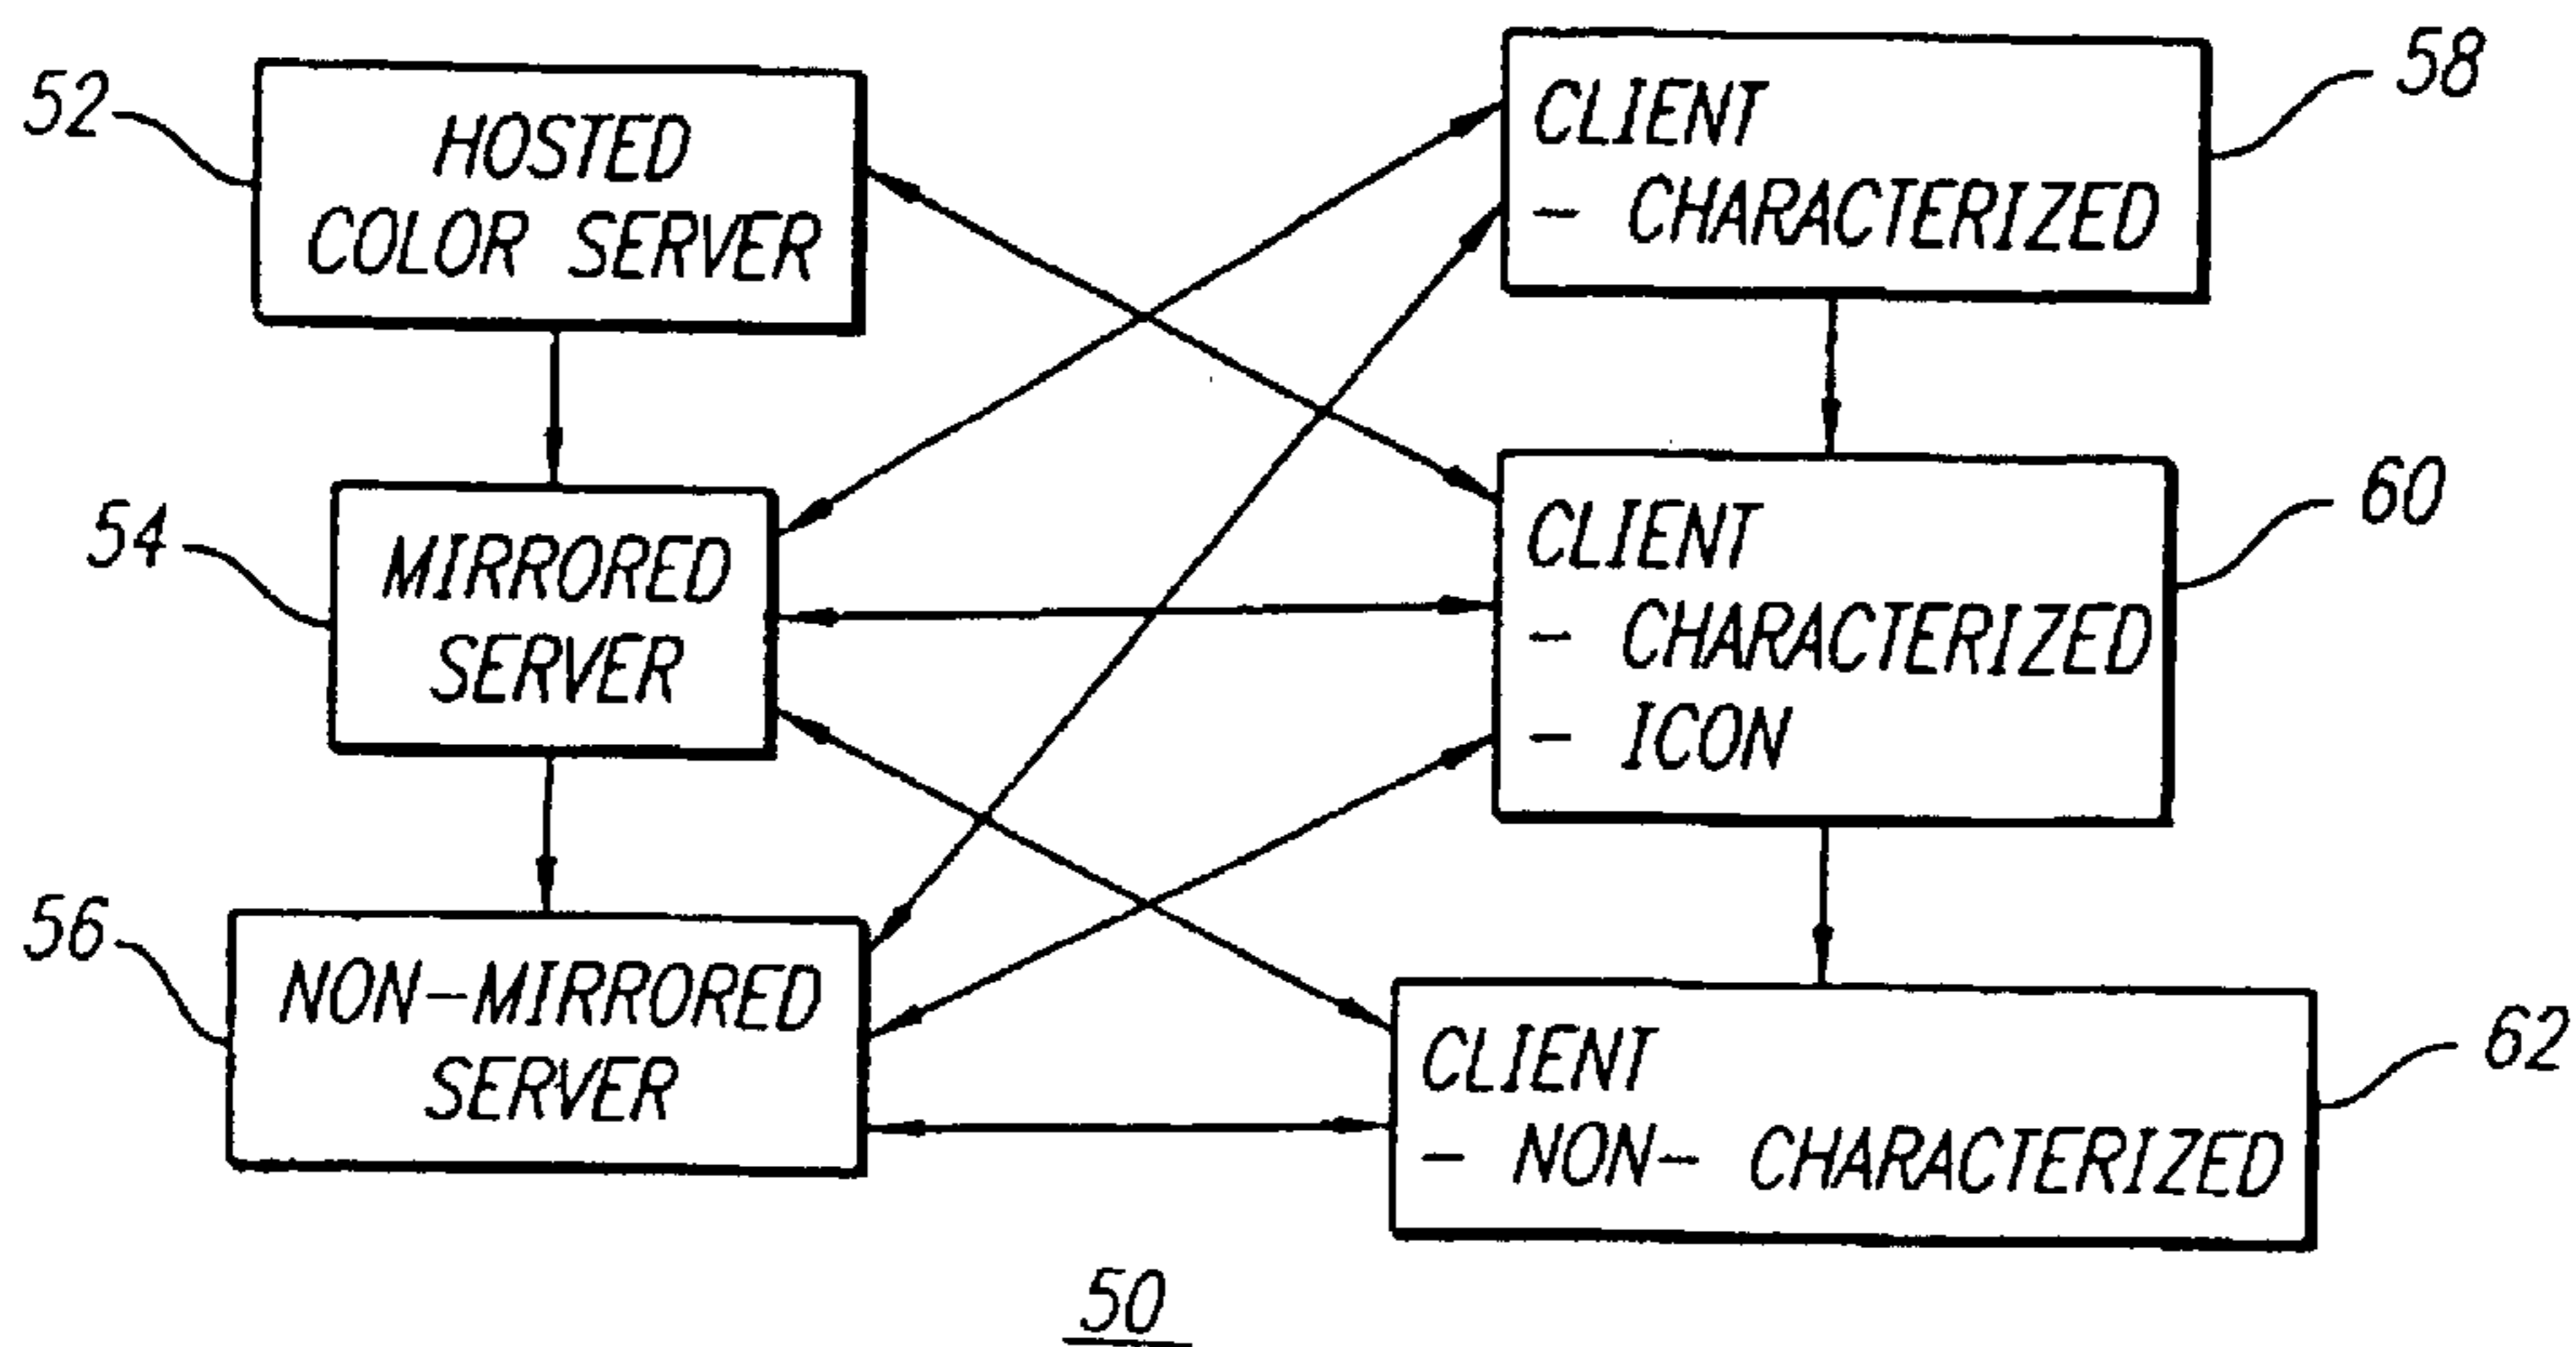 52
HOSTED
COLOR SERVER
58
CLIENT
- CHARACTERIZED
54
MIRRORED
SERVER
60
CLIENT
- CHARACTERIZED
- ICON
56
NON-MIRRORED
SERVER
62
CLIENT
- NON- CHARACTERIZED
50